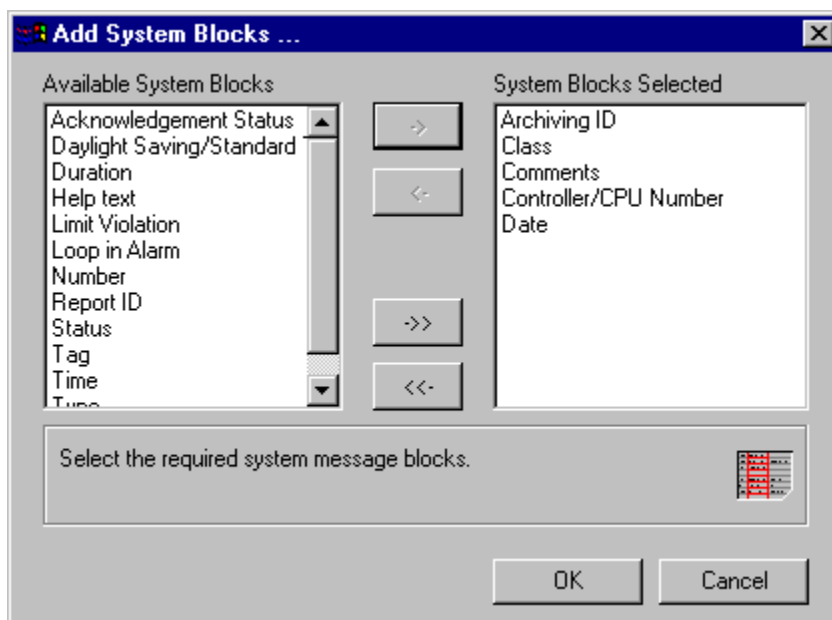 Add System Blocks ...
Available System Blocks
Acknowledgement Status
Daylight Saving/Standard
Duration
Help text
Limit Violation
Loop in Alarm
Number
Report ID
Status
Tag
Time
Type
->
<-
->>
<<-
System Blocks Selected
Archiving ID
Class
Comments
Controller/CPU Number
Date
Select the required system message blocks.
OK
Cancel